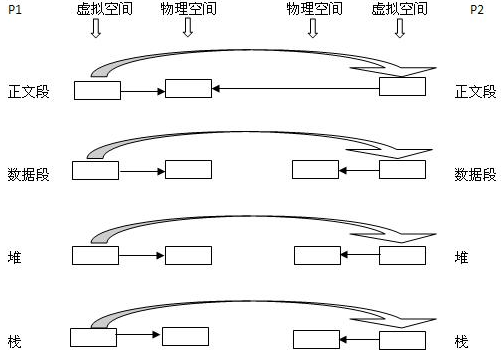 P1 虚拟空间 物理空间 物理空间 虚拟空间 P2
正文段 正文段
数据段 数据段
堆 堆
栈 栈